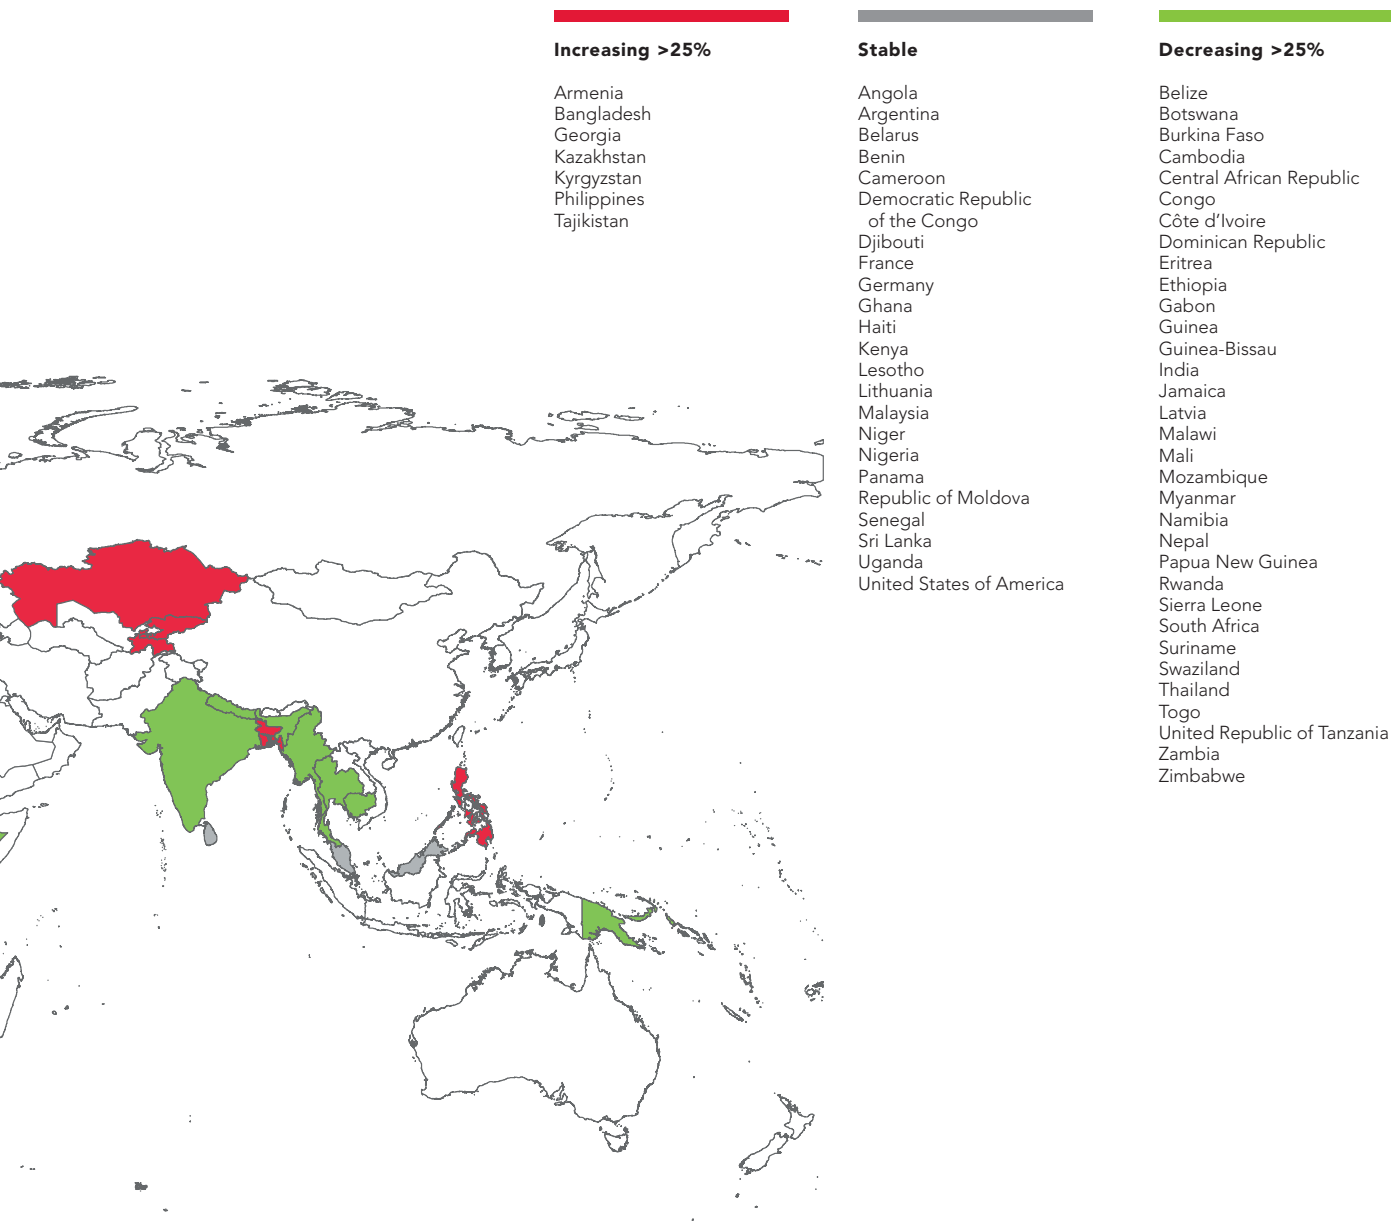 Increasing >25%
Armenia
Bangladesh
Georgia
Kazakhstan
Kyrgyzstan
Philippines
Tajikistan
Stable
Angola
Argentina
Belarus
Benin
Cameroon
Democratic Republic
of the Congo
Djibouti
France
Germany
Ghana
Haiti
Kenya
Lesotho
Lithuania
Malaysia
Niger
Nigeria
Panama
Republic of Moldova
Senegal
Sri Lanka
Uganda
United States of America
Decreasing >25%
Belize
Botswana
Burkina Faso
Cambodia
Central African Republic
Congo
Côte d’Ivoire
Dominican Republic
Eritrea
Ethiopia
Gabon
Guinea
Guinea-Bissau
India
Jamaica
Latvia
Malawi
Mali
Mozambique
Myanmar
Namibia
Nepal
Papua New Guinea
Rwanda
Sierra Leone
South Africa
Suriname
Swaziland
Thailand
Togo
United Republic of Tanzania
Zambia
Zimbabwe